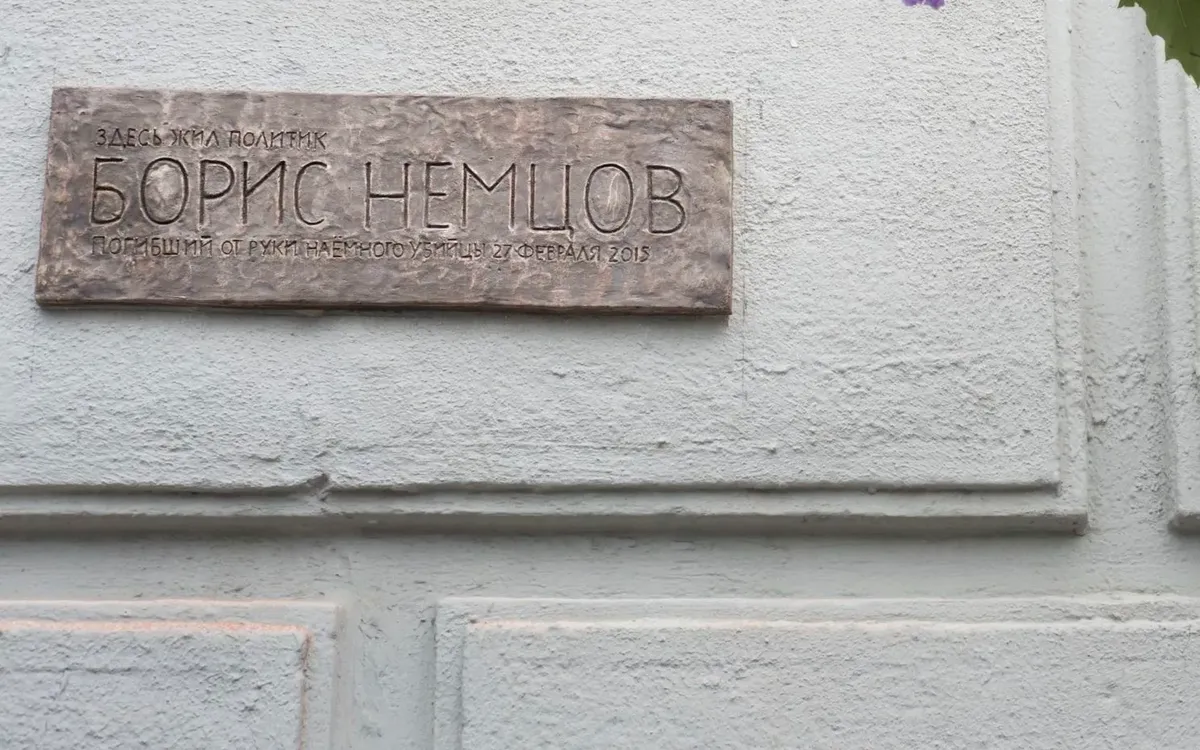 ЗДЕСЬ ЖИЛ ПОЛИТИК
БОРИС НЕМЦОВ
ПОГИБШИЙ ОТ РУКИ НАЁМНОГО УБИЙЦЫ 27 ФЕВРАЛЯ 2015